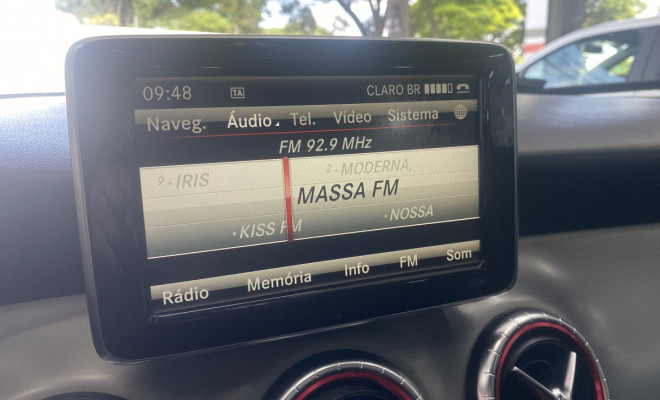 09:48 TA CLARO BR
Naveg. Áudio Tel. Vídeo Sistema
FM 92.9 MHz
9 • IRIS 2 • MODERNA,
MASSA FM
• KISS FM • NOSSA
Rádio Memória Info FM Som